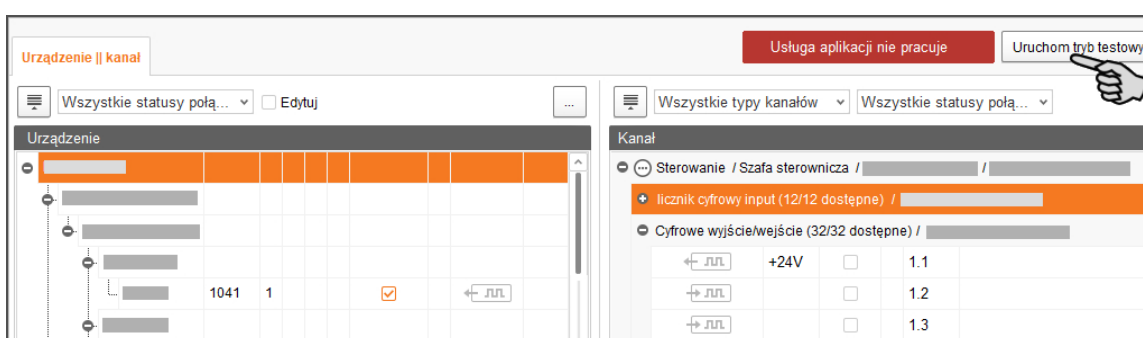 Urządzenie || kanał
Usługa aplikacji nie pracuje
Uruchom tryb testowy
Wszystkie statusy połą...
Edytuj
...
Wszystkie typy kanałów
Wszystkie statusy połą...
Urządzenie
Kanał
Sterowanie / Szafa sterownicza / /
licznik cyfrowy input (12/12 dostępne) /
Cyfrowe wyjście/wejście (32/32 dostępne) /
+24V 1.1
1041 1
1.2
1.3